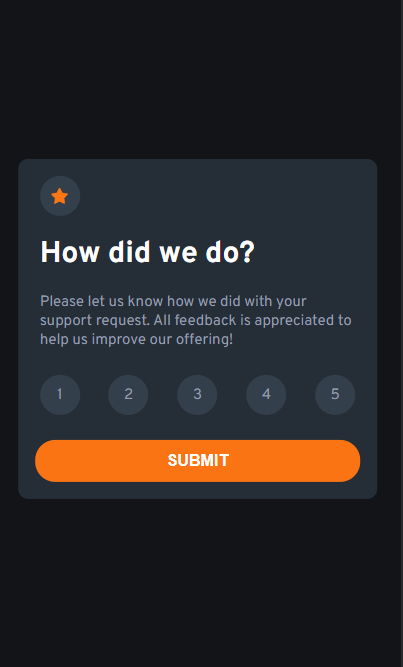 How did we do?
Please let us know how we did with your
support request. All feedback is appreciated to
help us improve our offering!
1 2 3 4 5
SUBMIT